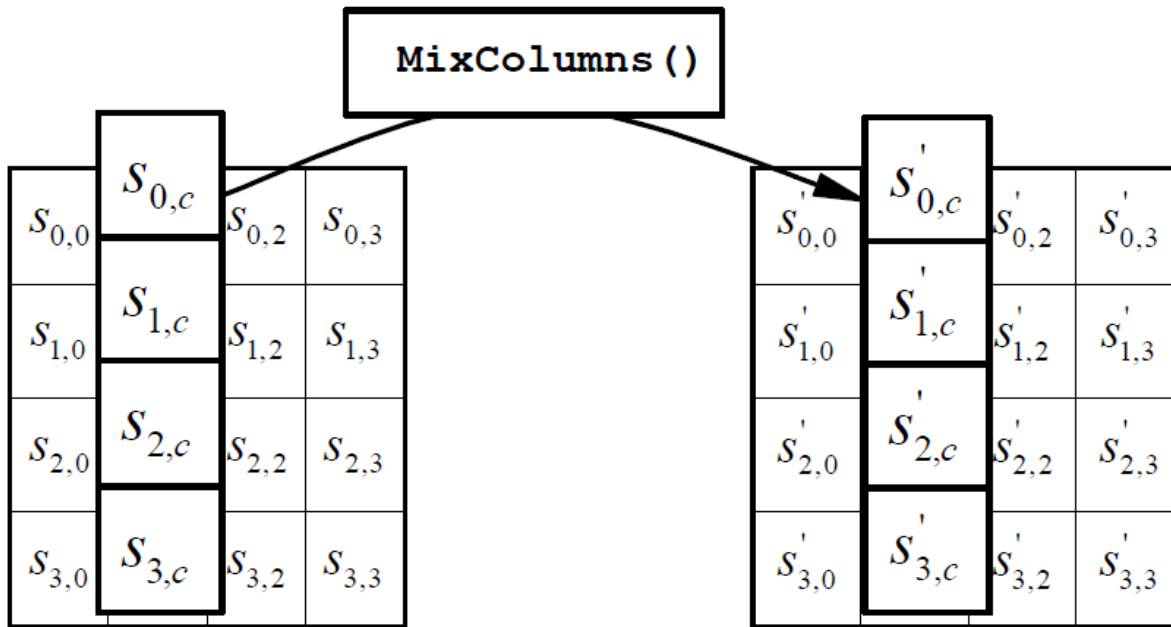 MixColumns()
s0,c s'0,c
s0,0 s0,2 s0,3 s'0,0 s'0,2 s'0,3
s1,c s'1,c
s1,0 s1,2 s1,3 s'1,0 s'1,2 s'1,3
s2,c s'2,c
s2,0 s2,2 s2,3 s'2,0 s'2,2 s'2,3
s3,c s'3,c
s3,0 s3,2 s3,3 s'3,0 s'3,2 s'3,3